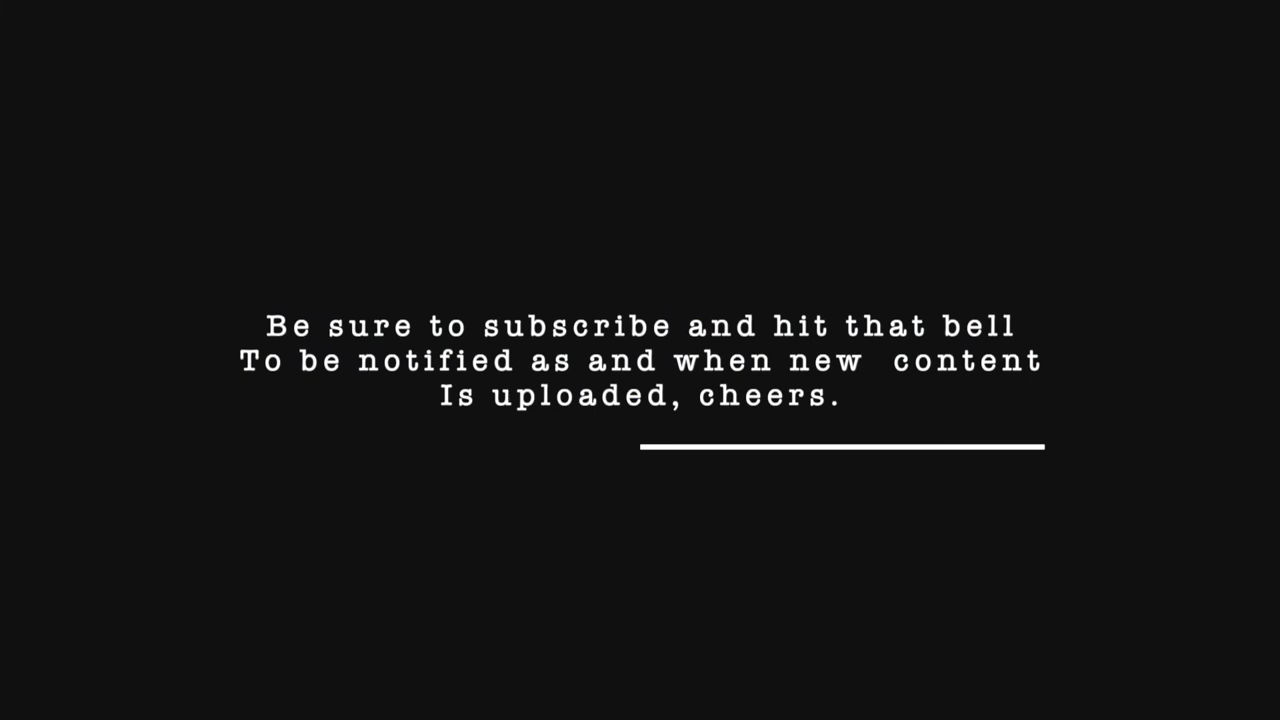 Be sure to subscribe and hit that bell
To be notified as and when new  content
Is uploaded, cheers.